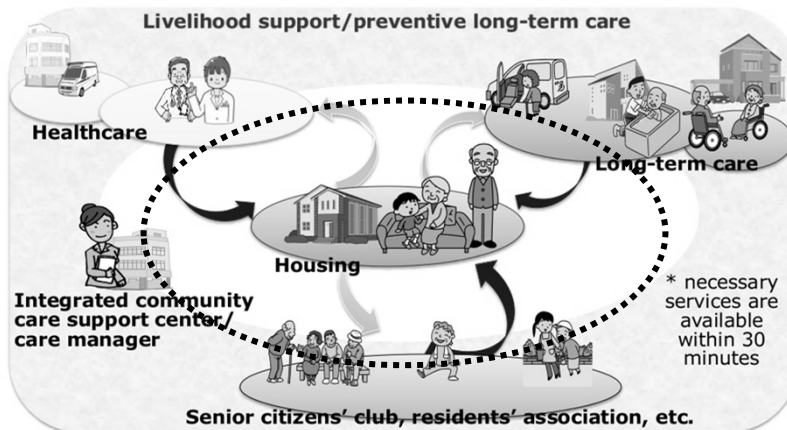 Livelihood support/preventive long-term care
Healthcare
Long-term care
Housing
Integrated community
care support center/
care manager
* necessary
services are
available
within 30
minutes
Senior citizens’ club, residents’ association, etc.